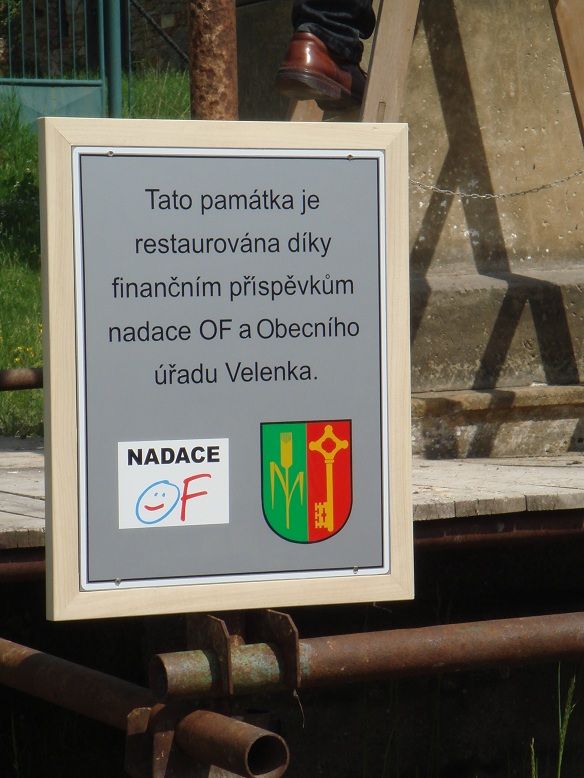 Tato památka je
restaurována díky
finančním příspěvkům
nadace OF a Obecního
úřadu Velenka.
NADACE
OF